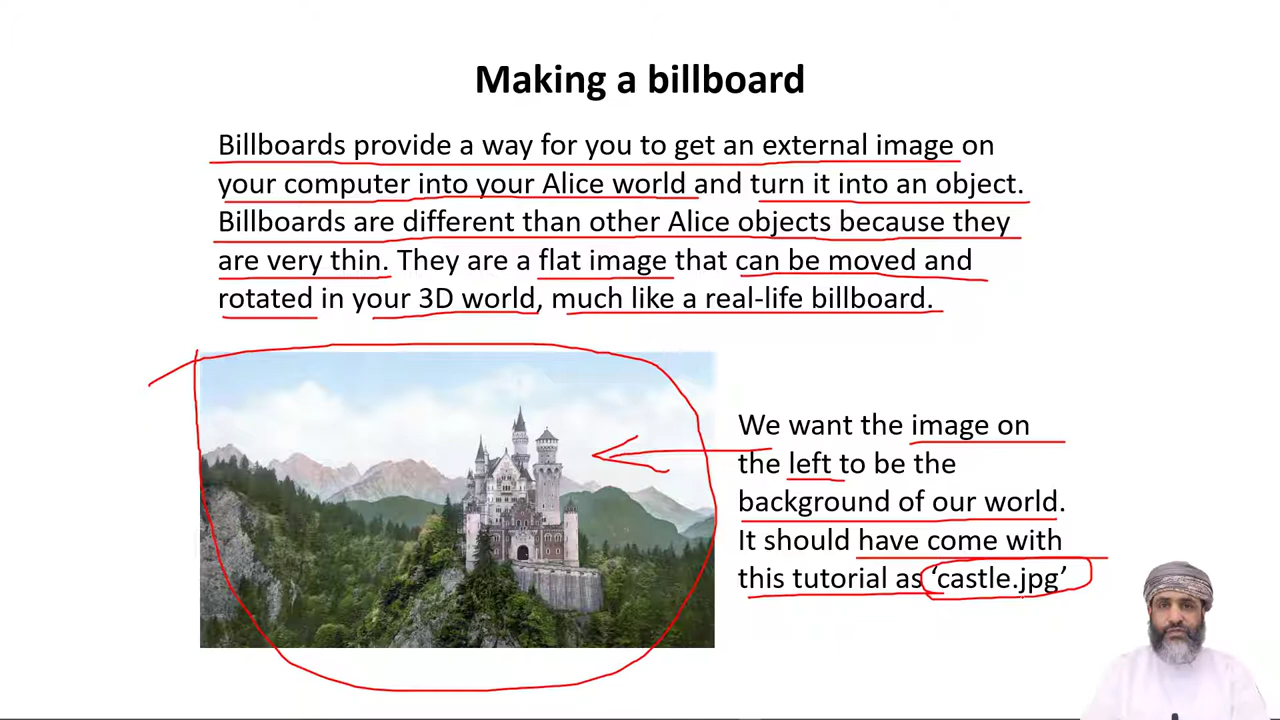 Making a billboard
Billboards provide a way for you to get an external image on
your computer into your Alice world and turn it into an object.
Billboards are different than other Alice objects because they
are very thin. They are a flat image that can be moved and
rotated in your 3D world, much like a real-life billboard.
We want the image on
the left to be the
background of our world.
It should have come with
this tutorial as ‘castle.jpg’